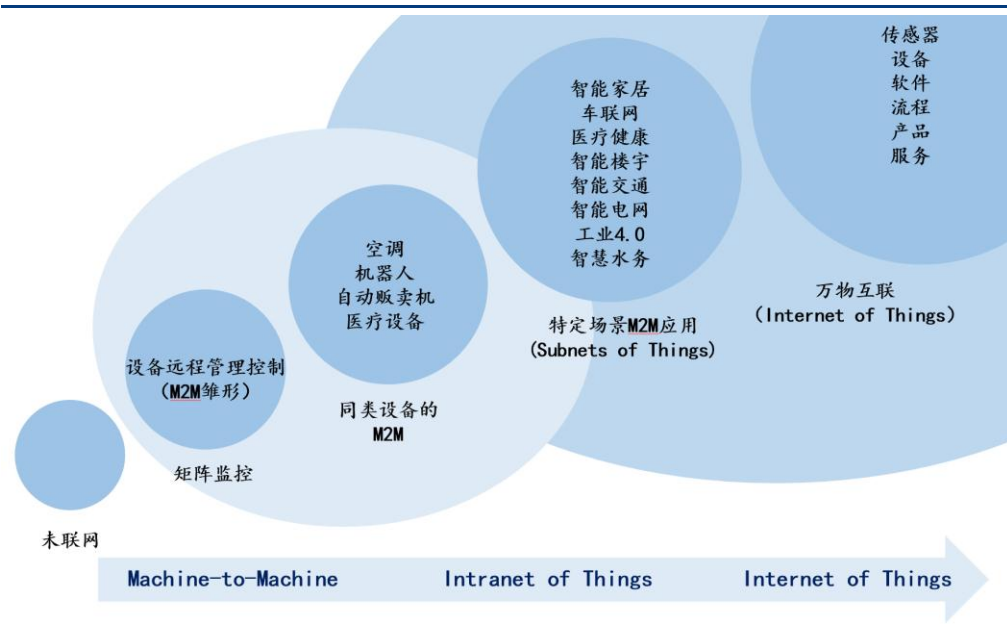 未联网
设备远程管理控制
（M2M雏形）
矩阵监控
空调
机器人
自动贩卖机
医疗设备
同类设备的
M2M
智能家居
车联网
医疗健康
智能楼宇
智能交通
智能电网
工业4.0
智慧水务
特定场景M2M应用
(Subnets of Things)
传感器
设备
软件
流程
产品
服务
万物互联
（Internet of Things）
Machine-to-Machine
Intranet of Things
Internet of Things